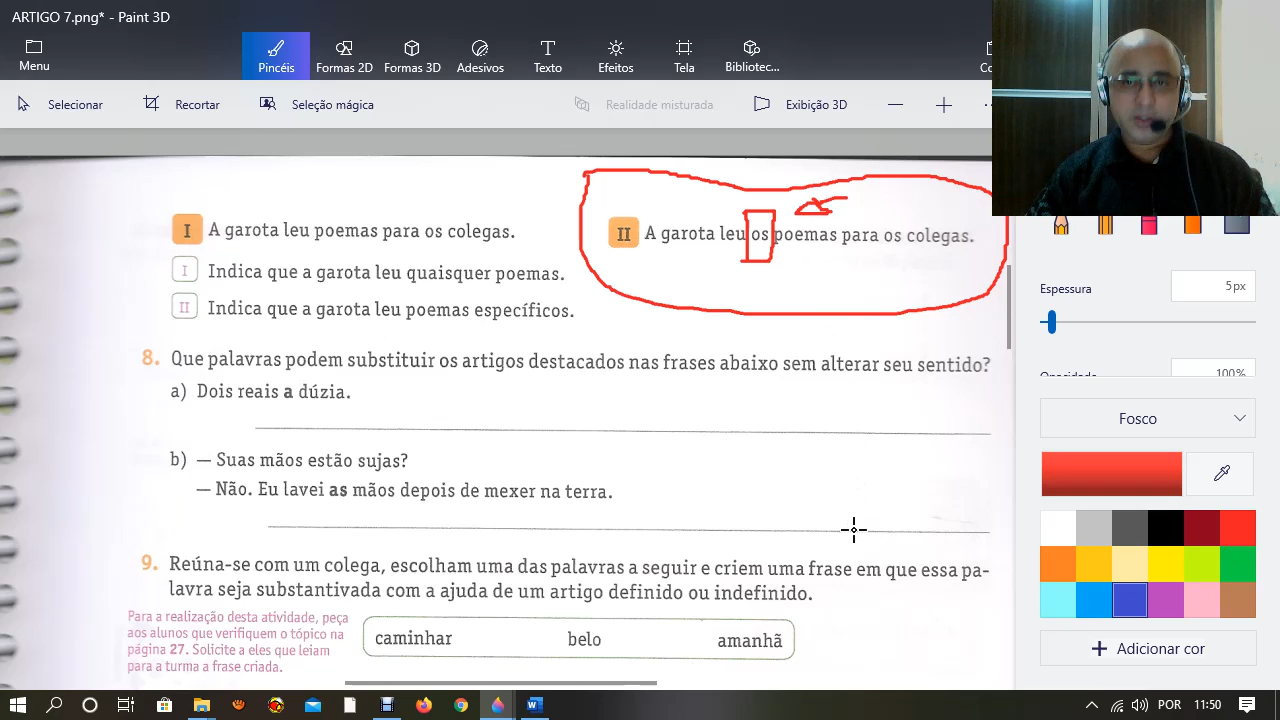 ARTIGO 7.png* - Paint 3D
Menu
Pincéis
Formas 2D
Formas 3D
Adesivos
Texto
Efeitos
Tela
Bibliotec...
Selecionar
Recortar
Seleção mágica
Realidade misturada
Exibição 3D
I A garota leu poemas para os colegas.
II A garota leu os poemas para os colegas.
I Indica que a garota leu quaisquer poemas.
II Indica que a garota leu poemas específicos.
8. Que palavras podem substituir os artigos destacados nas frases abaixo sem alterar seu sentido?
a) Dois reais a dúzia.
b) — Suas mãos estão sujas?
— Não. Eu lavei as mãos depois de mexer na terra.
9. Reúna-se com um colega, escolham uma das palavras a seguir e criem uma frase em que essa pa-
lavra seja substantivada com a ajuda de um artigo definido ou indefinido.
Para a realização desta atividade, peça
aos alunos que verifiquem o tópico na
página 27. Solicite a eles que leiam
para a turma a frase criada.
caminhar belo amanhã
Espessura 5px
Opacidade 100%
Fosco
Adicionar cor
POR 11:50